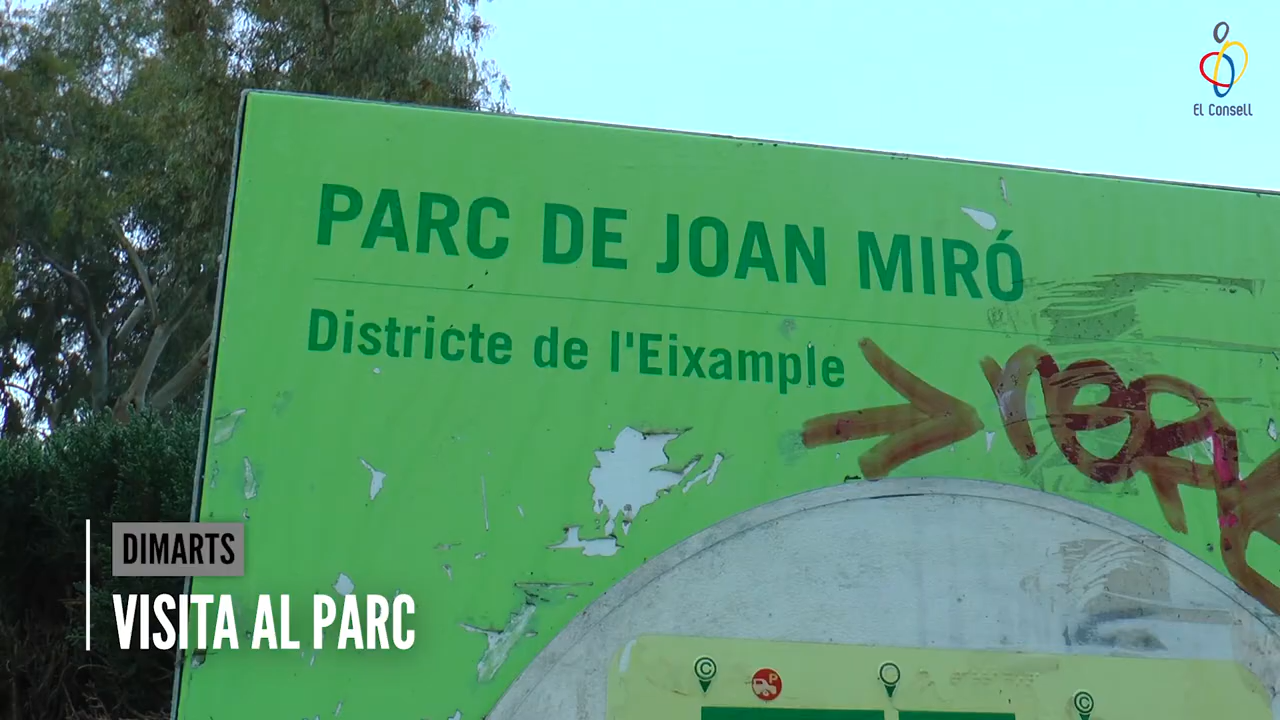 El Consell
PARC DE JOAN MIRÓ
Districte de l'Eixample
DIMARTS
VISITA AL PARC
C
P
C